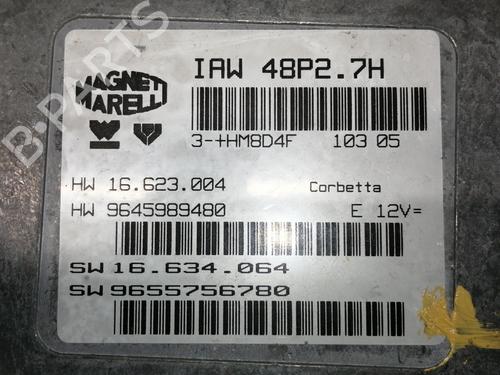 IAW 48P2.7H
MAGNETI
MARELLI
3-+HM8D4F 103 05
HW 16.623.004 Corbetta
HW 9645989480 E 12V=
SW 16.634.064
SW 9655756780
B-PARTS